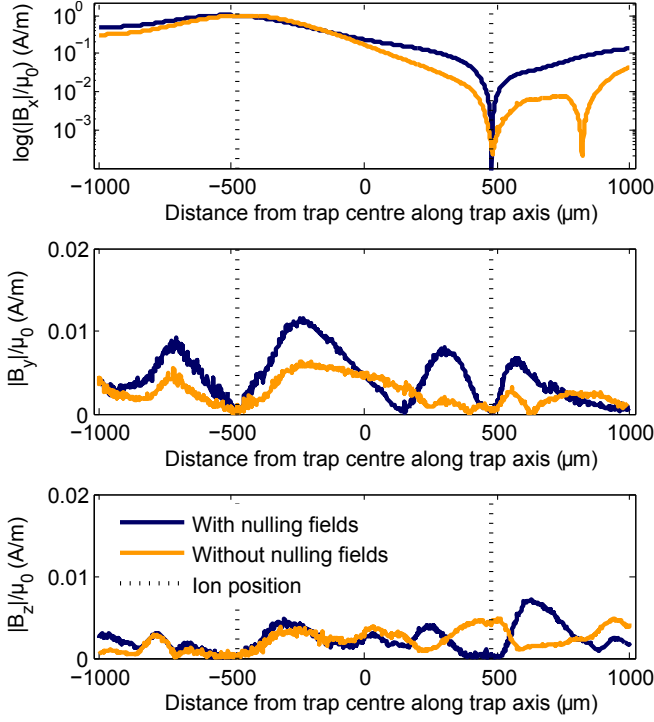 log(|B_x|/μ_0) (A/m)
10^0
10^-1
10^-2
10^-3
−1000 −500 0 500 1000
Distance from trap centre along trap axis (μm)
|B_y|/μ_0 (A/m)
0.02
0.01
0
−1000 −500 0 500 1000
Distance from trap centre along trap axis (μm)
|B_z|/μ_0 (A/m)
0.02
0.01
0
With nulling fields
Without nulling fields
Ion position
−1000 −500 0 500 1000
Distance from trap centre along trap axis (μm)